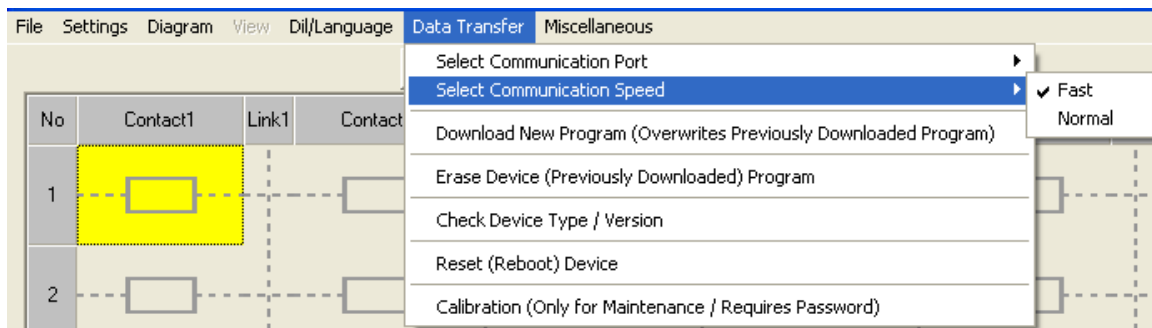 File Settings Diagram View Dil/Language Data Transfer Miscellaneous
Select Communication Port
Select Communication Speed
Fast
Normal
No Contact1 Link1 Contact
Download New Program (Overwrites Previously Downloaded Program)
1
Erase Device (Previously Downloaded) Program
Check Device Type / Version
Reset (Reboot) Device
2
Calibration (Only for Maintenance / Requires Password)